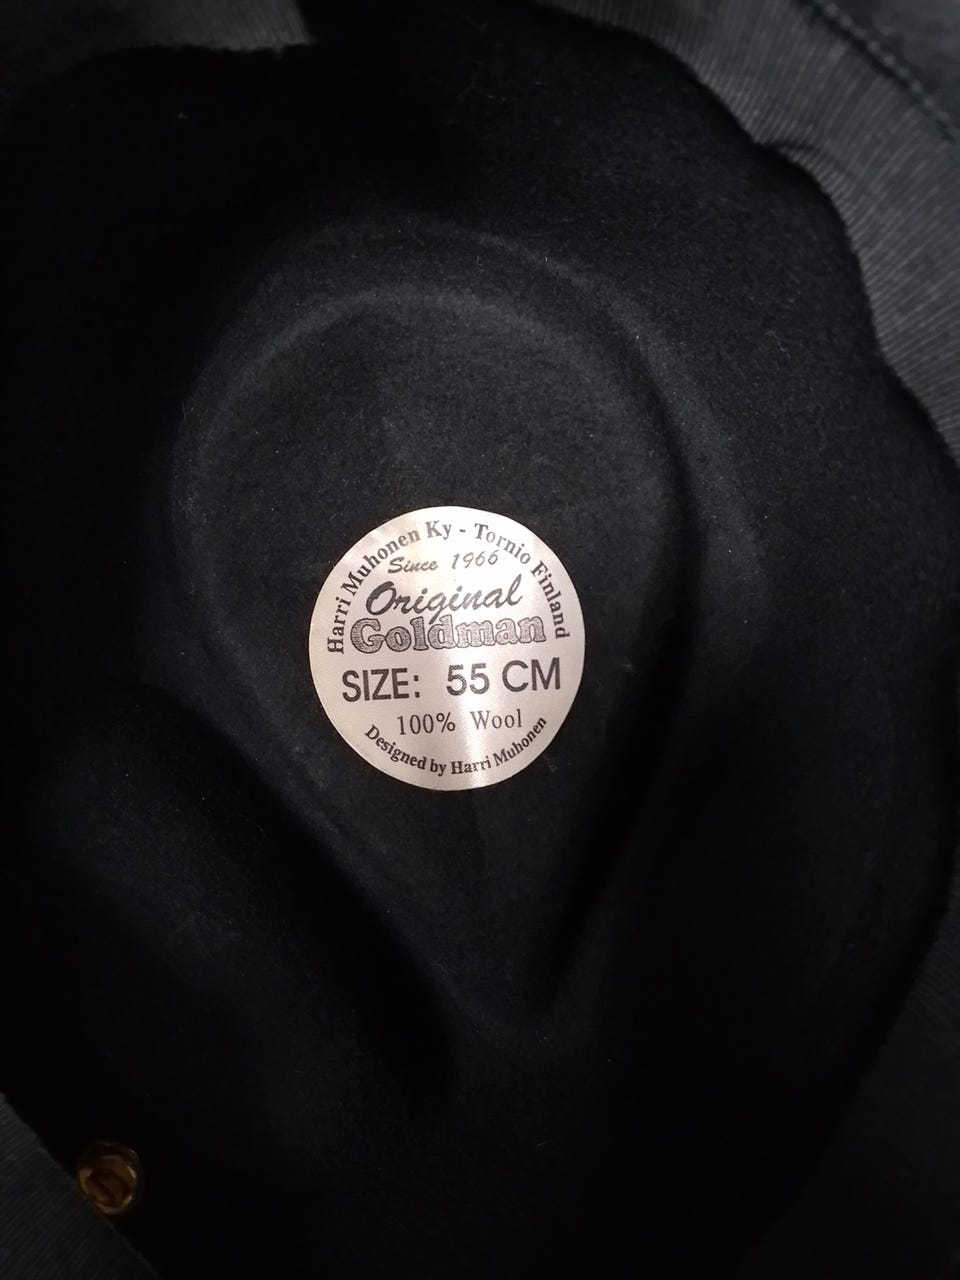 Harri Muhonen Ky - Tornio Finland
Since 1966
Original
Goldman
SIZE: 55 CM
100% Wool
Designed by Harri Muhonen